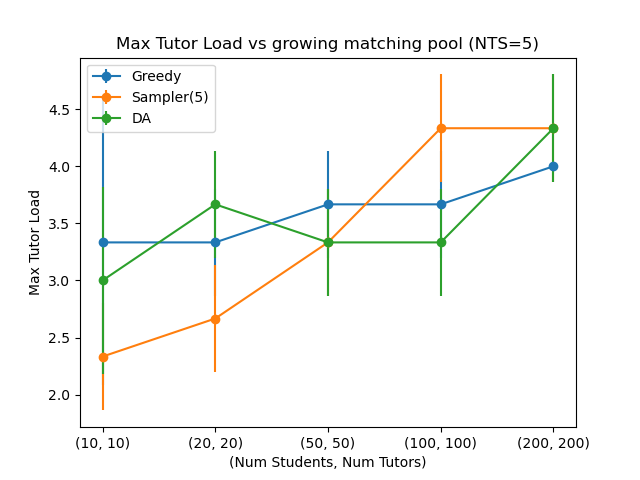 Max Tutor Load vs growing matching pool (NTS=5)
Greedy
Sampler(5)
DA
4.5
4.0
3.5
3.0
2.5
2.0
Max Tutor Load
(10, 10)
(20, 20)
(50, 50)
(100, 100)
(200, 200)
(Num Students, Num Tutors)